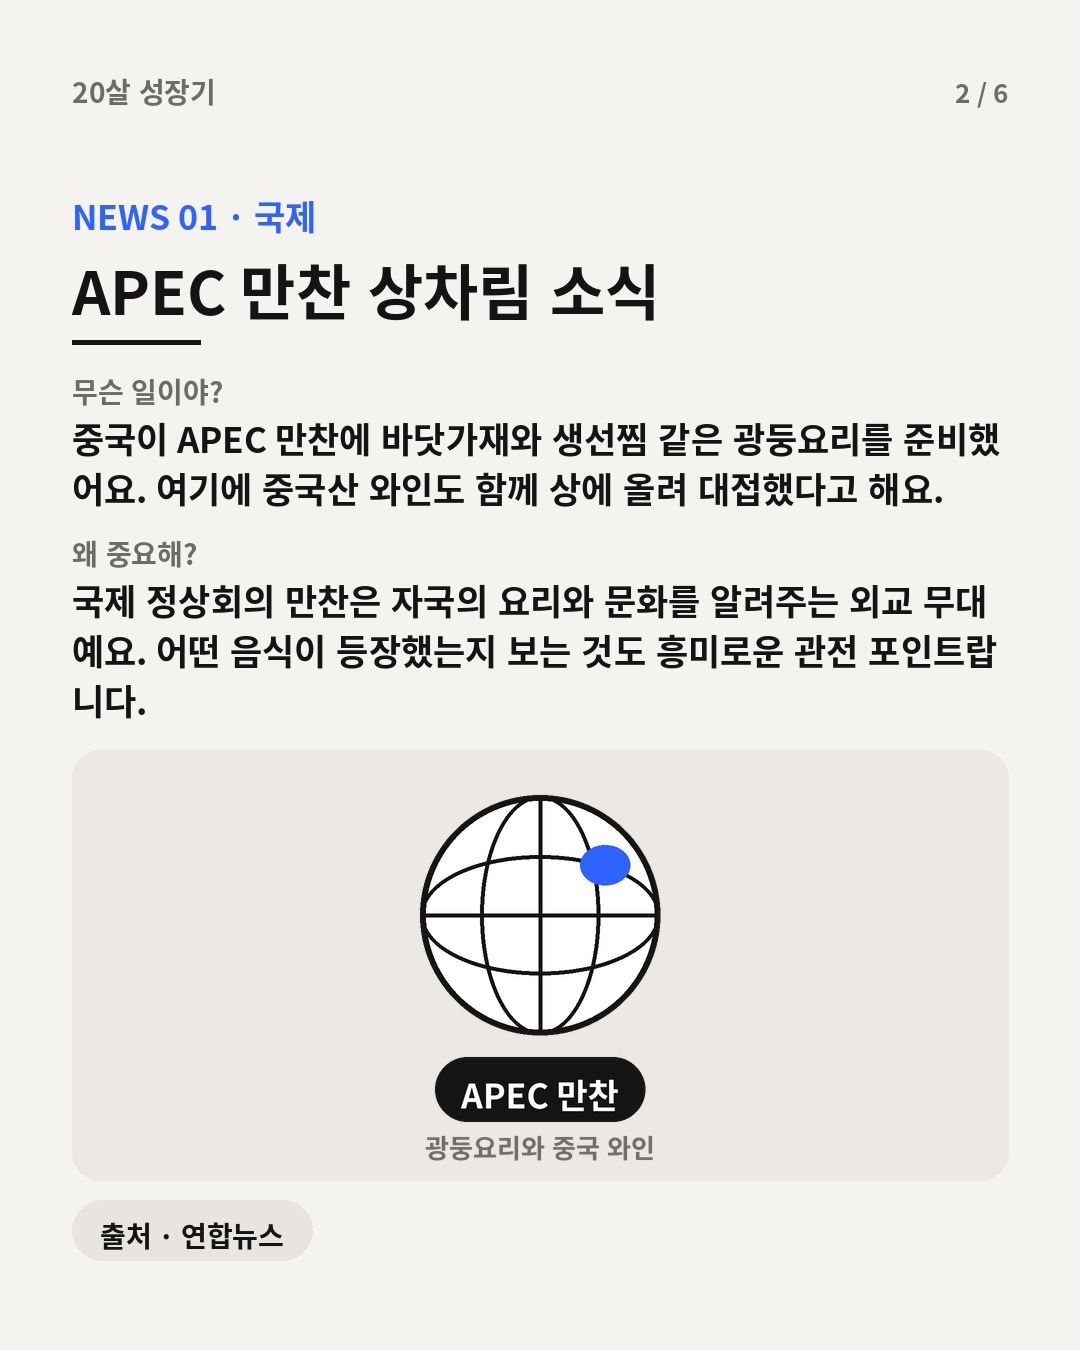 20살 성장기
2 / 6
NEWS 01 · 국제
APEC 만찬 상차림 소식
무슨 일이야?
중국이 APEC 만찬에 바닷가재와 생선찜 같은 광둥요리를 준비했
어요. 여기에 중국산 와인도 함께 상에 올려 대접했다고 해요.
왜 중요해?
국제 정상회의 만찬은 자국의 요리와 문화를 알려주는 외교 무대
예요. 어떤 음식이 등장했는지 보는 것도 흥미로운 관전 포인트랍
니다.
APEC 만찬
광둥요리와 중국 와인
출처 · 연합뉴스